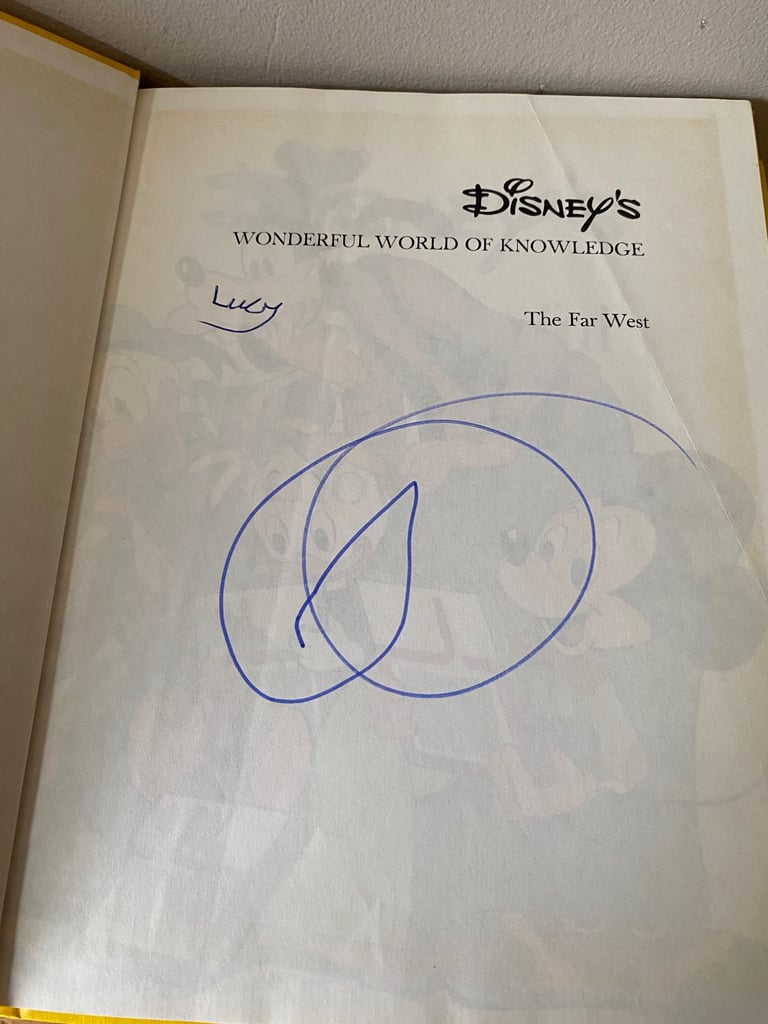 DISNEY'S
WONDERFUL WORLD OF KNOWLEDGE
Lucy
The Far West